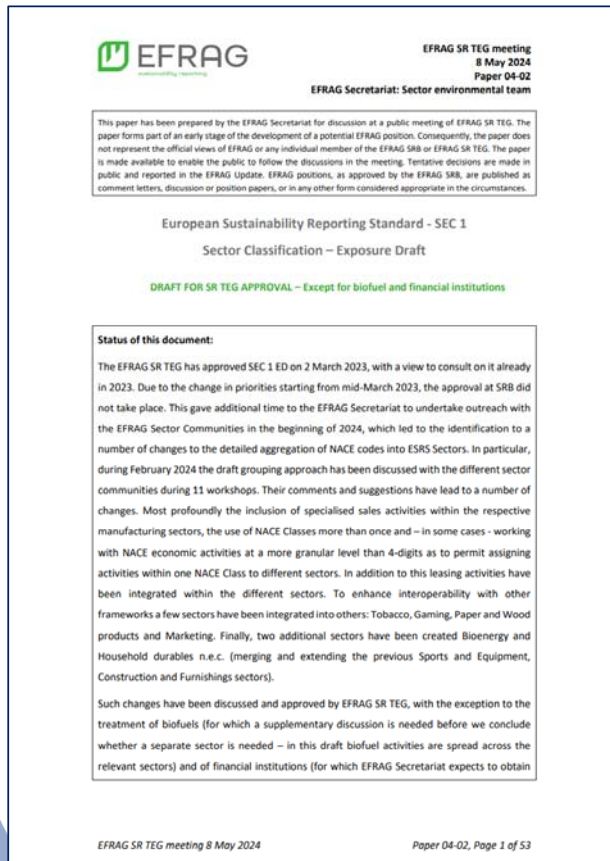 EFRAG
sustainability reporting
EFRAG SR TEG meeting
8 May 2024
Paper 04-02
EFRAG Secretariat: Sector environmental team
This paper has been prepared by the EFRAG Secretariat for discussion at a public meeting of EFRAG SR TEG. The
paper forms part of an early stage of the development of a potential EFRAG position. Consequently, the paper does
not represent the official views of EFRAG or any individual member of the EFRAG SRB or EFRAG SR TEG. The paper
is made available to enable the public to follow the discussions in the meeting. Tentative decisions are made in
public and reported in the EFRAG Update. EFRAG positions, as approved by the EFRAG SRB, are published as
comment letters, discussion or position papers, or in any other form considered appropriate in the circumstances.
European Sustainability Reporting Standard - SEC 1
Sector Classification – Exposure Draft
DRAFT FOR SR TEG APPROVAL – Except for biofuel and financial institutions
Status of this document:
The EFRAG SR TEG has approved SEC 1 ED on 2 March 2023, with a view to consult on it already
in 2023. Due to the change in priorities starting from mid-March 2023, the approval at SRB did
not take place. This gave additional time to the EFRAG Secretariat to undertake outreach with
the EFRAG Sector Communities in the beginning of 2024, which led to the identification to a
number of changes to the detailed aggregation of NACE codes into ESRS Sectors. In particular,
during February 2024 the draft grouping approach has been discussed with the different sector
communities during 11 workshops. Their comments and suggestions have lead to a number of
changes. Most profoundly the inclusion of specialised sales activities within the respective
manufacturing sectors, the use of NACE Classes more than once and – in some cases - working
with NACE economic activities at a more granular level than 4-digits as to permit assigning
activities within one NACE Class to different sectors. In addition to this leasing activities have
been integrated within the different sectors. To enhance interoperability with other
frameworks a few sectors have been integrated into others: Tobacco, Gaming, Paper and Wood
products and Marketing. Finally, two additional sectors have been created Bioenergy and
Household durables n.e.c. (merging and extending the previous Sports and Equipment,
Construction and Furnishings sectors).
Such changes have been discussed and approved by EFRAG SR TEG, with the exception to the
treatment of biofuels (for which a supplementary discussion is needed before we conclude
whether a separate sector is needed – in this draft biofuel activities are spread across the
relevant sectors) and of financial institutions (for which EFRAG Secretariat expects to obtain
EFRAG SR TEG meeting 8 May 2024
Paper 04-02, Page 1 of 53